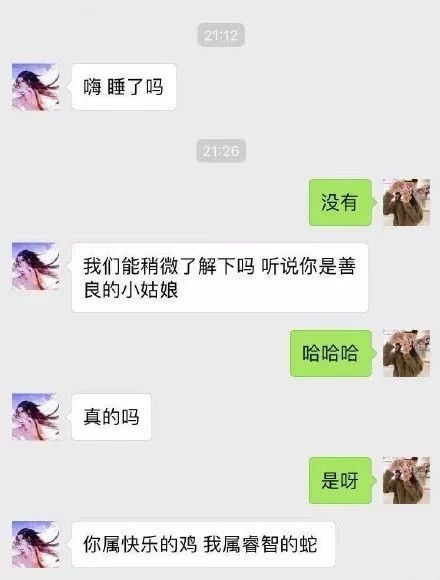 21:12
嗨 睡了吗
21:26
没有
我们能稍微了解下吗 听说你是善
良的小姑娘
哈哈哈
真的吗
是呀
你属快乐的鸡 我属睿智的蛇